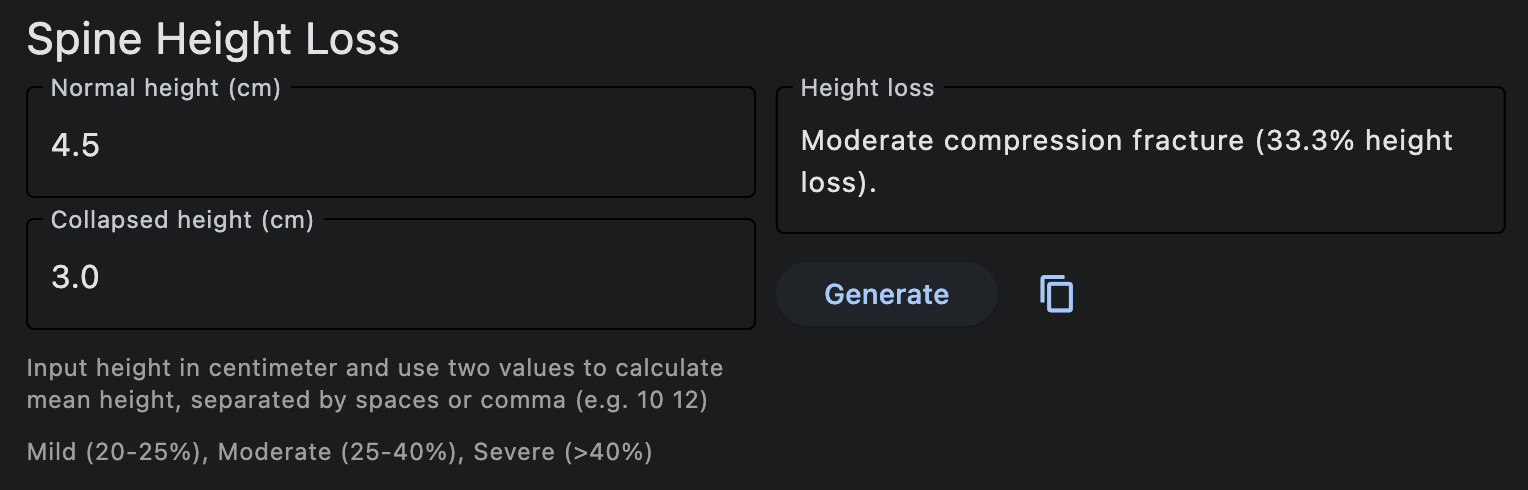 Spine Height Loss
Normal height (cm)
4.5
Collapsed height (cm)
3.0
Input height in centimeter and use two values to calculate
mean height, separated by spaces or comma (e.g. 10 12)
Mild (20-25%), Moderate (25-40%), Severe (>40%)
Height loss
Moderate compression fracture (33.3% height
loss).
Generate